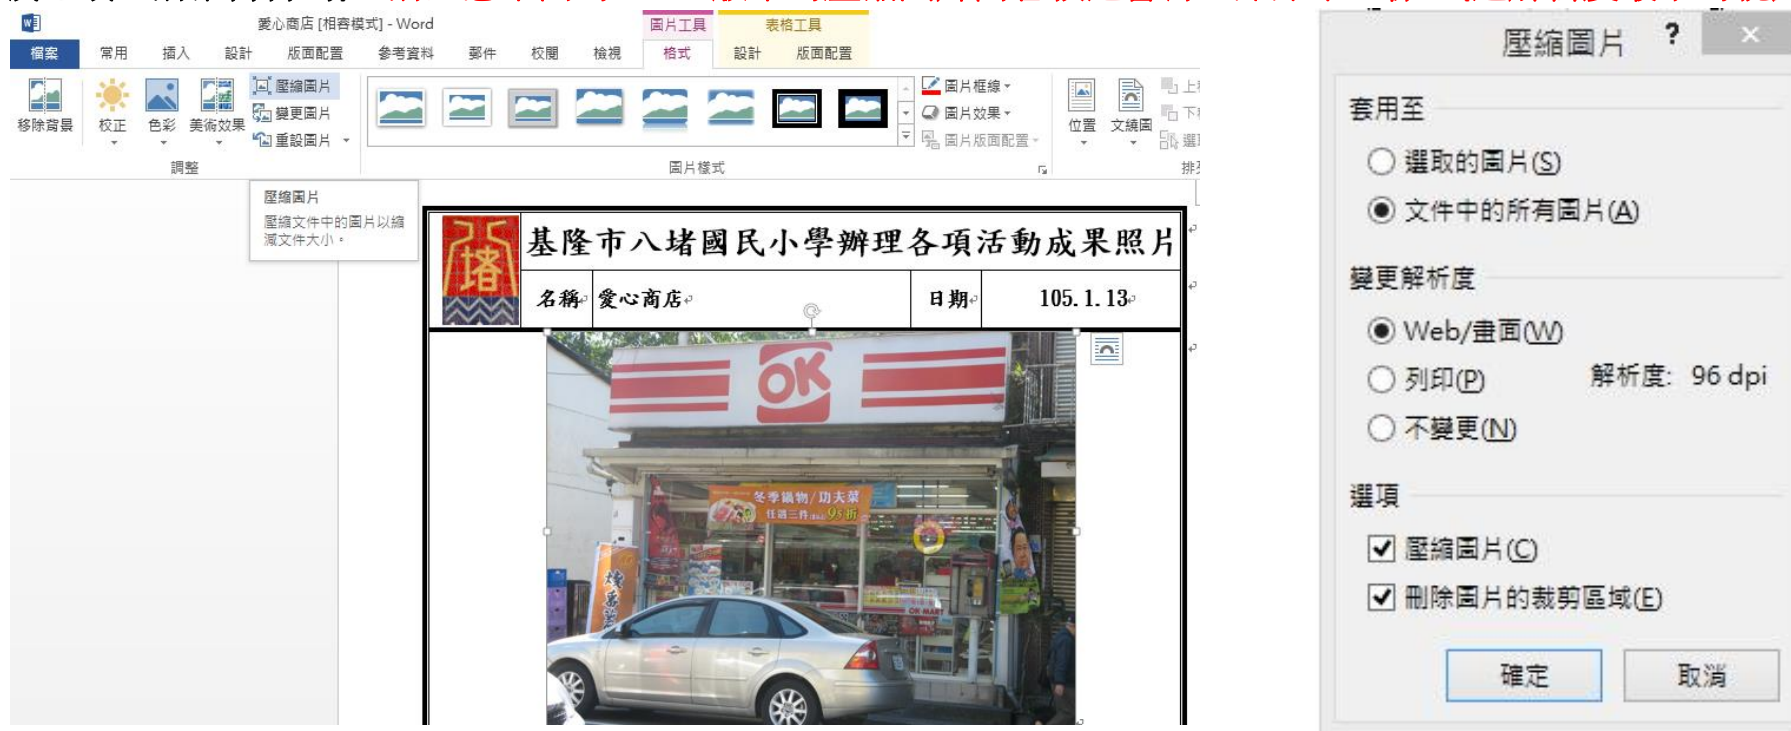 愛心商店 [相容模式] - Word
圖片工具
表格工具
檔案
常用
插入
設計
版面配置
參考資料
郵件
校閱
檢視
格式
設計
版面配置
移除背景
校正
色彩
美術效果
壓縮圖片
變更圖片
重設圖片
調整
圖片樣式
圖片框線
圖片效果
圖片版面配置
位置
文繞圖
壓縮圖片
壓縮文件中的圖片以縮
減文件大小。
堵
基隆市八堵國民小學辦理各項活動成果照片
名稱 愛心商店 日期 105.1.13
OK
冬季鍋物/功夫菜
任選三件 95折
OK MART
壓縮圖片 ? ×
套用至
選取的圖片(S)
文件中的所有圖片(A)
變更解析度
Web/畫面(W)
列印(P) 解析度: 96 dpi
不變更(N)
選項
壓縮圖片(C)
刪除圖片的裁剪區域(E)
確定 取消